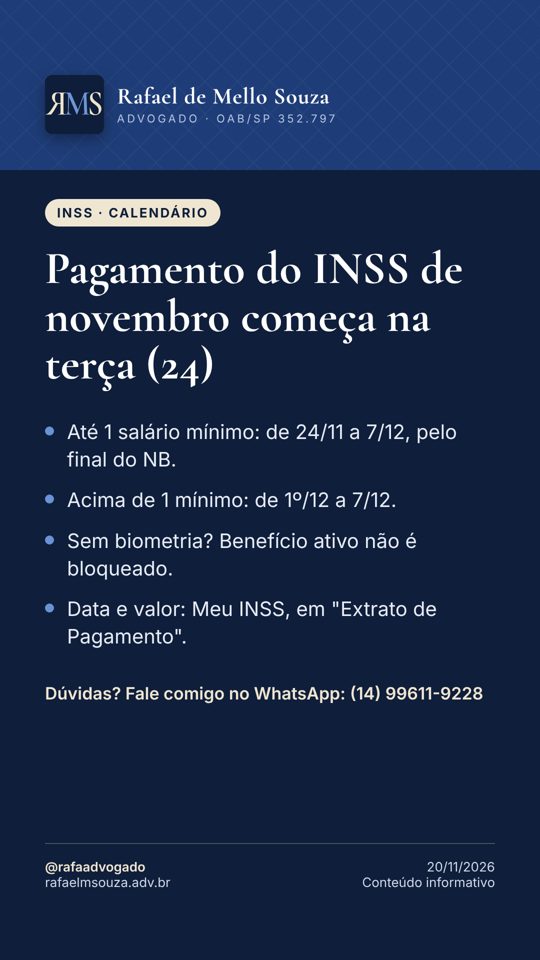 RMS
Rafael de Mello Souza
ADVOGADO · OAB/SP 352.797
INSS · CALENDÁRIO
Pagamento do INSS de
novembro começa na
terça (24)
Até 1 salário mínimo: de 24/11 a 7/12, pelo
final do NB.
Acima de 1 mínimo: de 1º/12 a 7/12.
Sem biometria? Benefício ativo não é
bloqueado.
Data e valor: Meu INSS, em "Extrato de
Pagamento".
Dúvidas? Fale comigo no WhatsApp: (14) 99611-9228
@rafaadvogado
rafaelmsouza.adv.br
20/11/2026
Conteúdo informativo